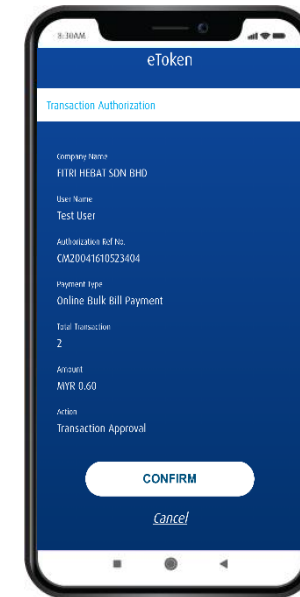 8:30AM
eToken
Transaction Authorization
Company Name
FITRI HEBAT SDN BHD
User Name
Test User
Authorization Ref No.
CM20041610523404
Payment Type
Online Bulk Bill Payment
Total Transaction
2
Amount
MYR 0.60
Action
Transaction Approval
CONFIRM
Cancel